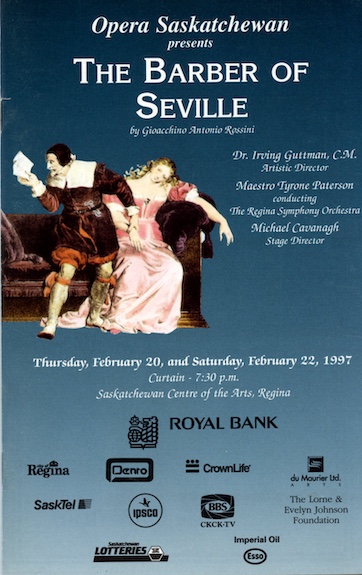 Opera Saskatchewan
presents
THE BARBER OF
SEVILLE
by Gioacchino Antonio Rossini
Dr. Irving Guttman, C.M.
Artistic Director
Maestro Tyrone Paterson
conducting
The Regina Symphony Orchestra
Michael Cavanagh
Stage Director
Thursday, February 20, and Saturday, February 22, 1997
Curtain - 7:30 p.m.
Saskatchewan Centre of the Arts, Regina
ROYAL BANK
Regina
Denro
CrownLife
du Maurier Ltd.
ARTS
SaskTel
ipsco
BBS
CKCK-TV
The Lorne &
Evelyn Johnson
Foundation
Saskatchewan
LOTTERIES
Imperial Oil
Esso